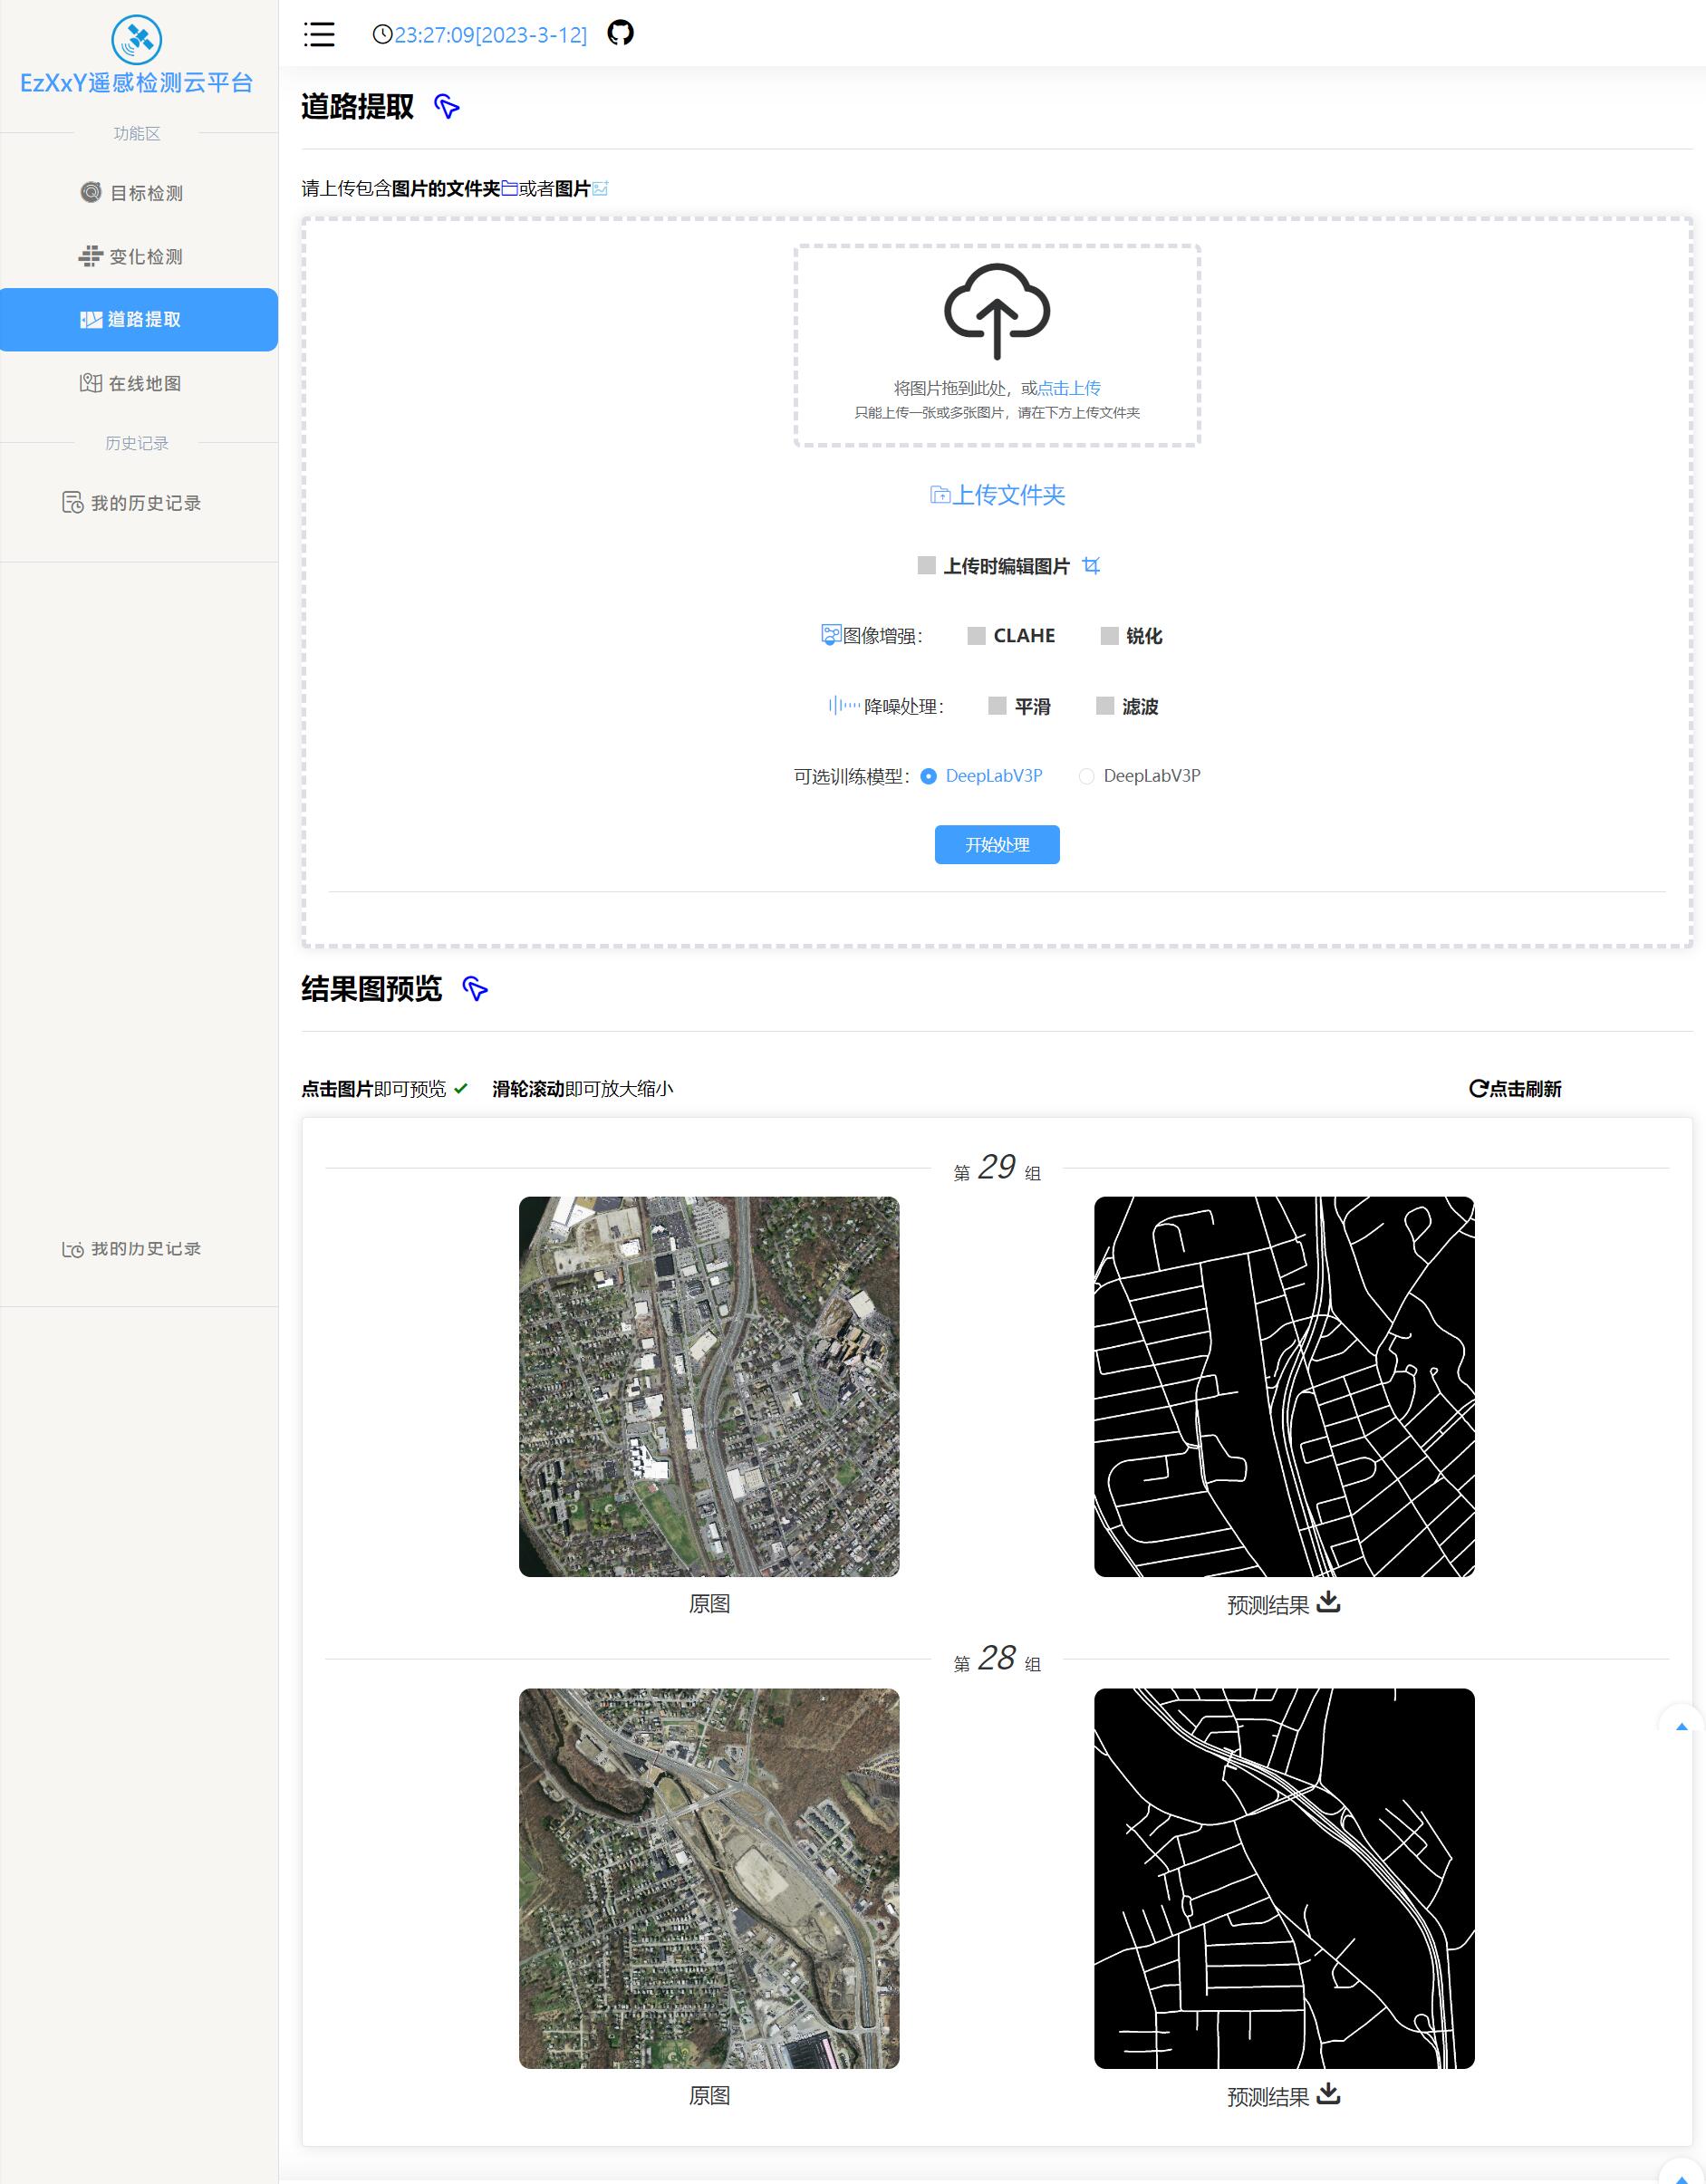 EzXxY遥感检测云平台
功能区
目标检测
变化检测
道路提取
在线地图
历史记录
我的历史记录
我的历史记录
23:27:09[2023-3-12]
道路提取
请上传包含图片的文件夹或者图片
将图片拖到此处，或点击上传
只能上传一张或多张图片，请在下方上传文件夹
上传文件夹
上传时编辑图片
图像增强： CLAHE 锐化
降噪处理： 平滑 滤波
可选训练模型： DeepLabV3P DeepLabV3P
开始处理
结果图预览
点击图片即可预览 滑轮滚动即可放大缩小 点击刷新
第 29 组
原图 预测结果
第 28 组
原图 预测结果